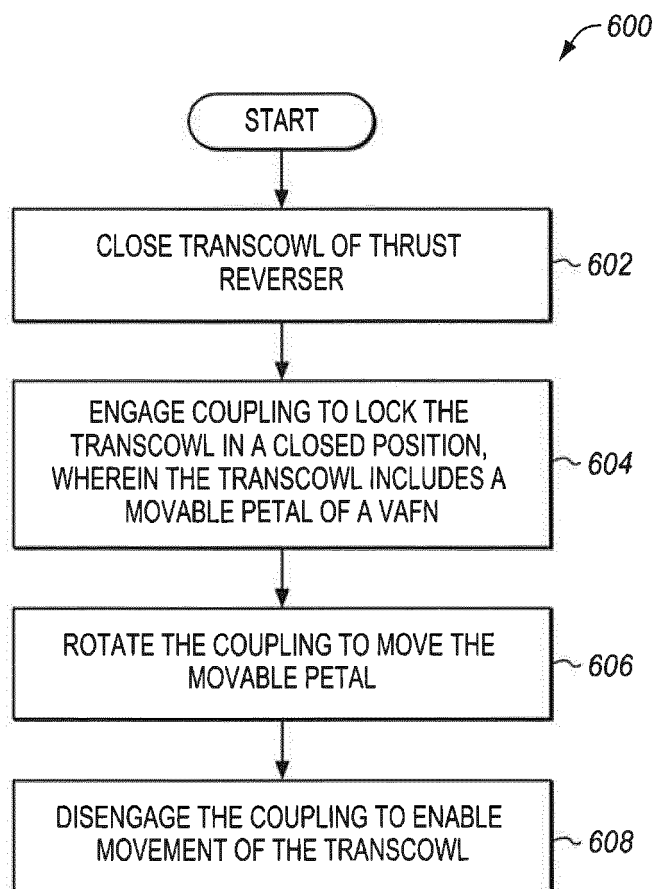 600
START
CLOSE TRANSCOWL OF THRUST
REVERSER
602
ENGAGE COUPLING TO LOCK THE
TRANSCOWL IN A CLOSED POSITION,
WHEREIN THE TRANSCOWL INCLUDES A
MOVABLE PETAL OF A VAFN
604
ROTATE THE COUPLING TO MOVE THE
MOVABLE PETAL
606
DISENGAGE THE COUPLING TO ENABLE
MOVEMENT OF THE TRANSCOWL
608